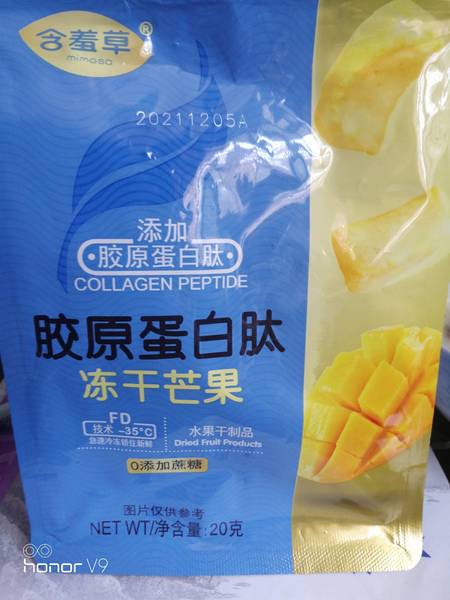 含羞草®
mimosa
20211205A
添加
·胶原蛋白肽·
COLLAGEN PEPTIDE
胶原蛋白肽
冻干芒果
FD
技术 -35°C
急速冷冻锁住新鲜
水果干制品
Dried Fruit Products
0添加蔗糖
图片仅供参考
NET WT/净含量:20克
honor V9